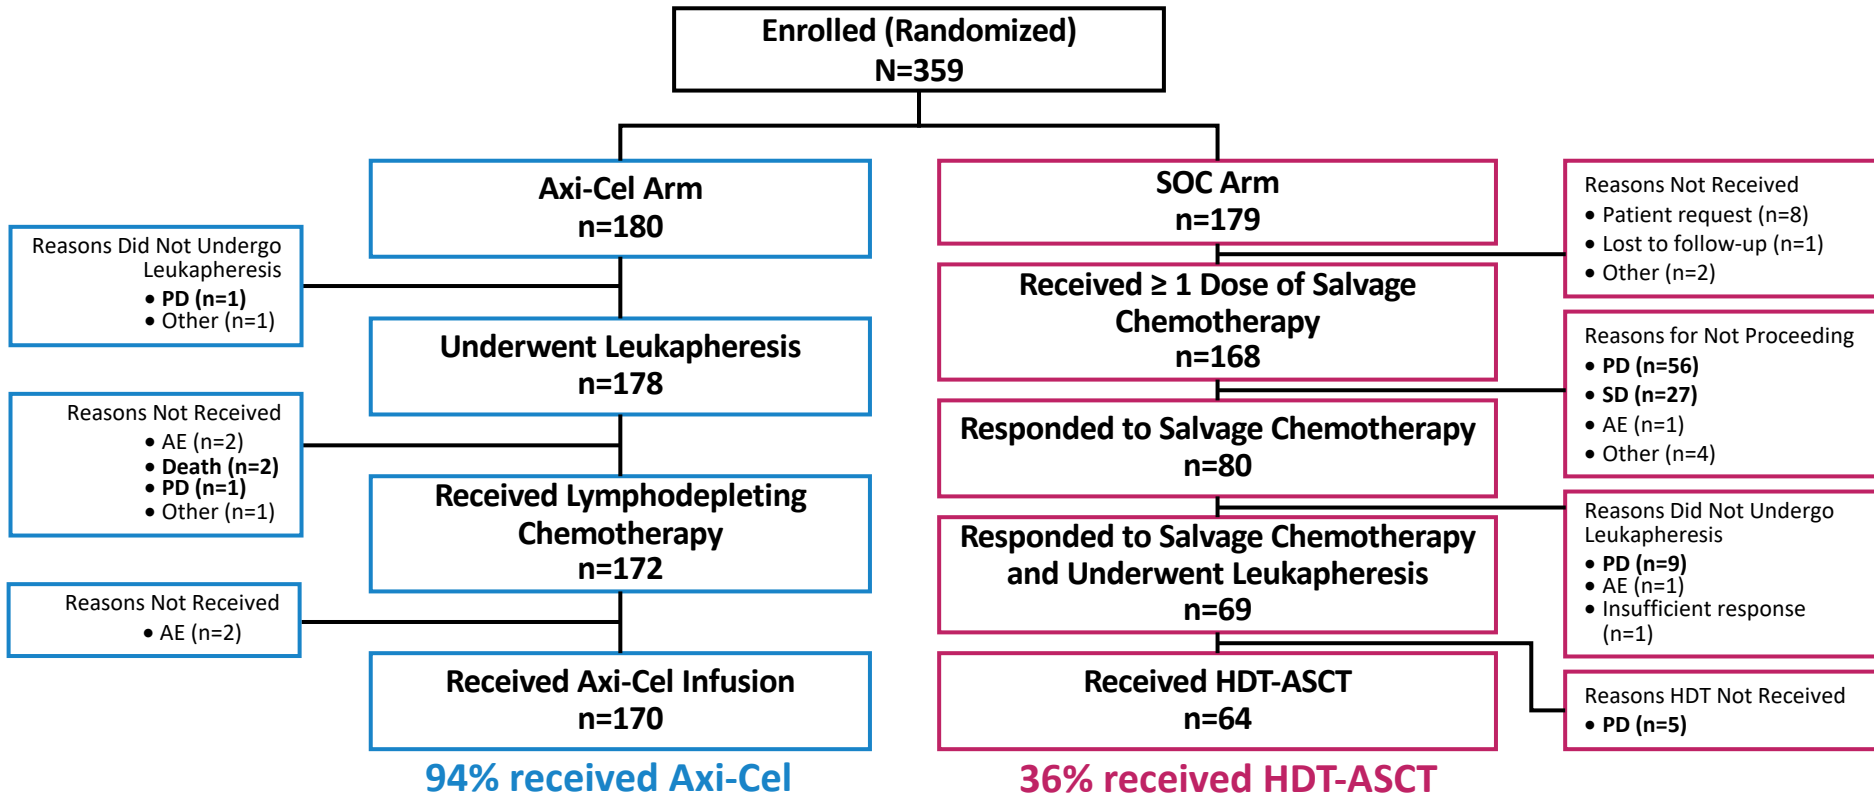 Enrolled (Randomized)
N=359
Axi-Cel Arm
n=180
Reasons Did Not Undergo
Leukapheresis
• PD (n=1)
• Other (n=1)
Underwent Leukapheresis
n=178
Reasons Not Received
• AE (n=2)
• Death (n=2)
• PD (n=1)
• Other (n=1)
Received Lymphodepleting
Chemotherapy
n=172
Reasons Not Received
• AE (n=2)
Received Axi-Cel Infusion
n=170
94% received Axi-Cel
SOC Arm
n=179
Reasons Not Received
• Patient request (n=8)
• Lost to follow-up (n=1)
• Other (n=2)
Received ≥ 1 Dose of Salvage
Chemotherapy
n=168
Reasons for Not Proceeding
• PD (n=56)
• SD (n=27)
• AE (n=1)
• Other (n=4)
Responded to Salvage Chemotherapy
n=80
Reasons Did Not Undergo
Leukapheresis
• PD (n=9)
• AE (n=1)
• Insufficient response
(n=1)
Responded to Salvage Chemotherapy
and Underwent Leukapheresis
n=69
Reasons HDT Not Received
• PD (n=5)
Received HDT-ASCT
n=64
36% received HDT-ASCT